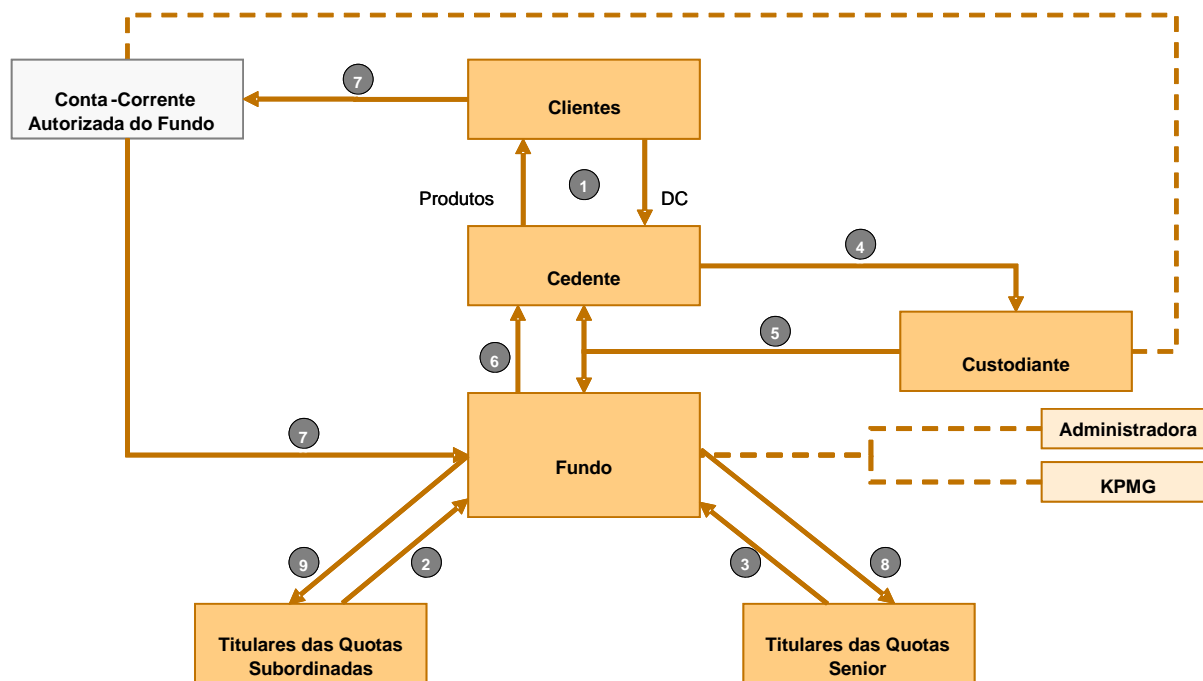 7
Conta -Corrente
Autorizada do Fundo
Clientes
1
Produtos
DC
4
Cedente
5
6
Custodiante
Administradora
7
Fundo
KPMG
9
2
3
8
Titulares das Quotas
Subordinadas
Titulares das Quotas
Senior